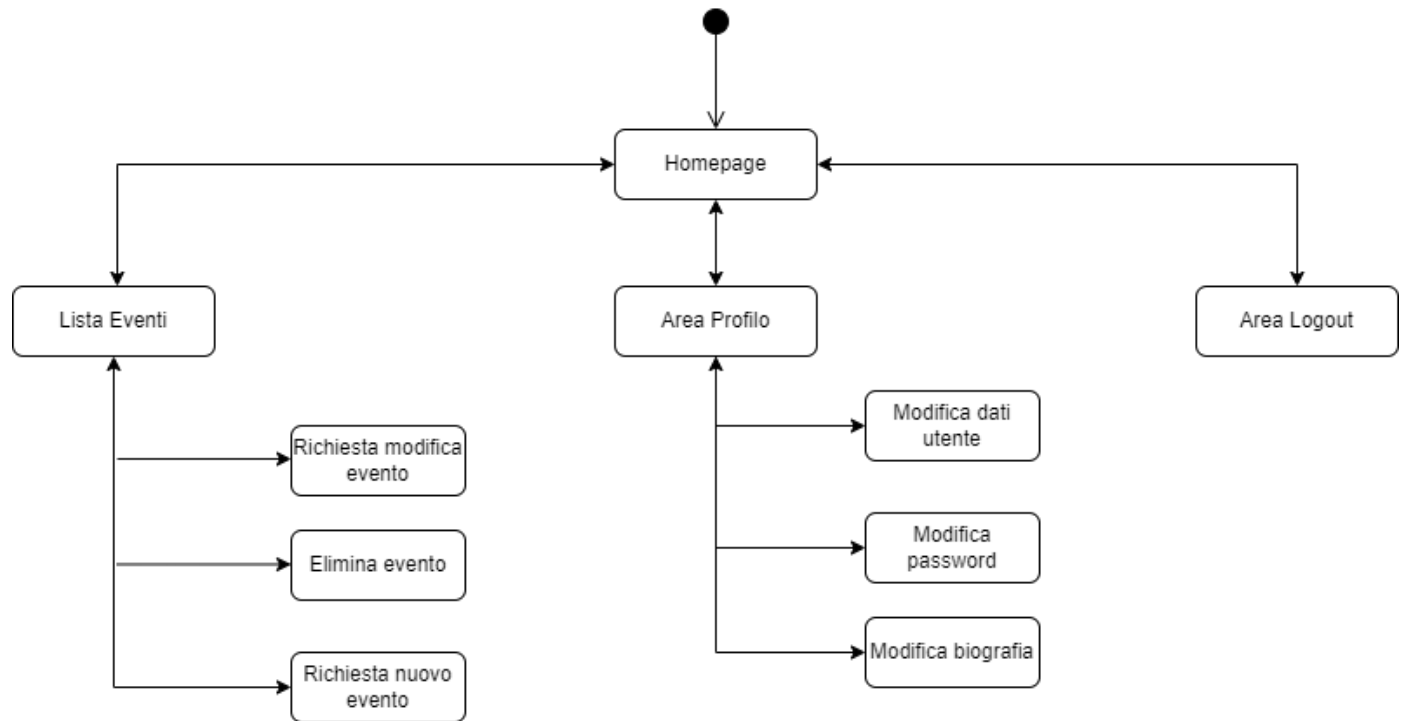 Homepage
Lista Eventi
Area Profilo
Area Logout
Modifica dati
utente
Richiesta modifica
evento
Modifica
password
Elimina evento
Modifica biografia
Richiesta nuovo
evento